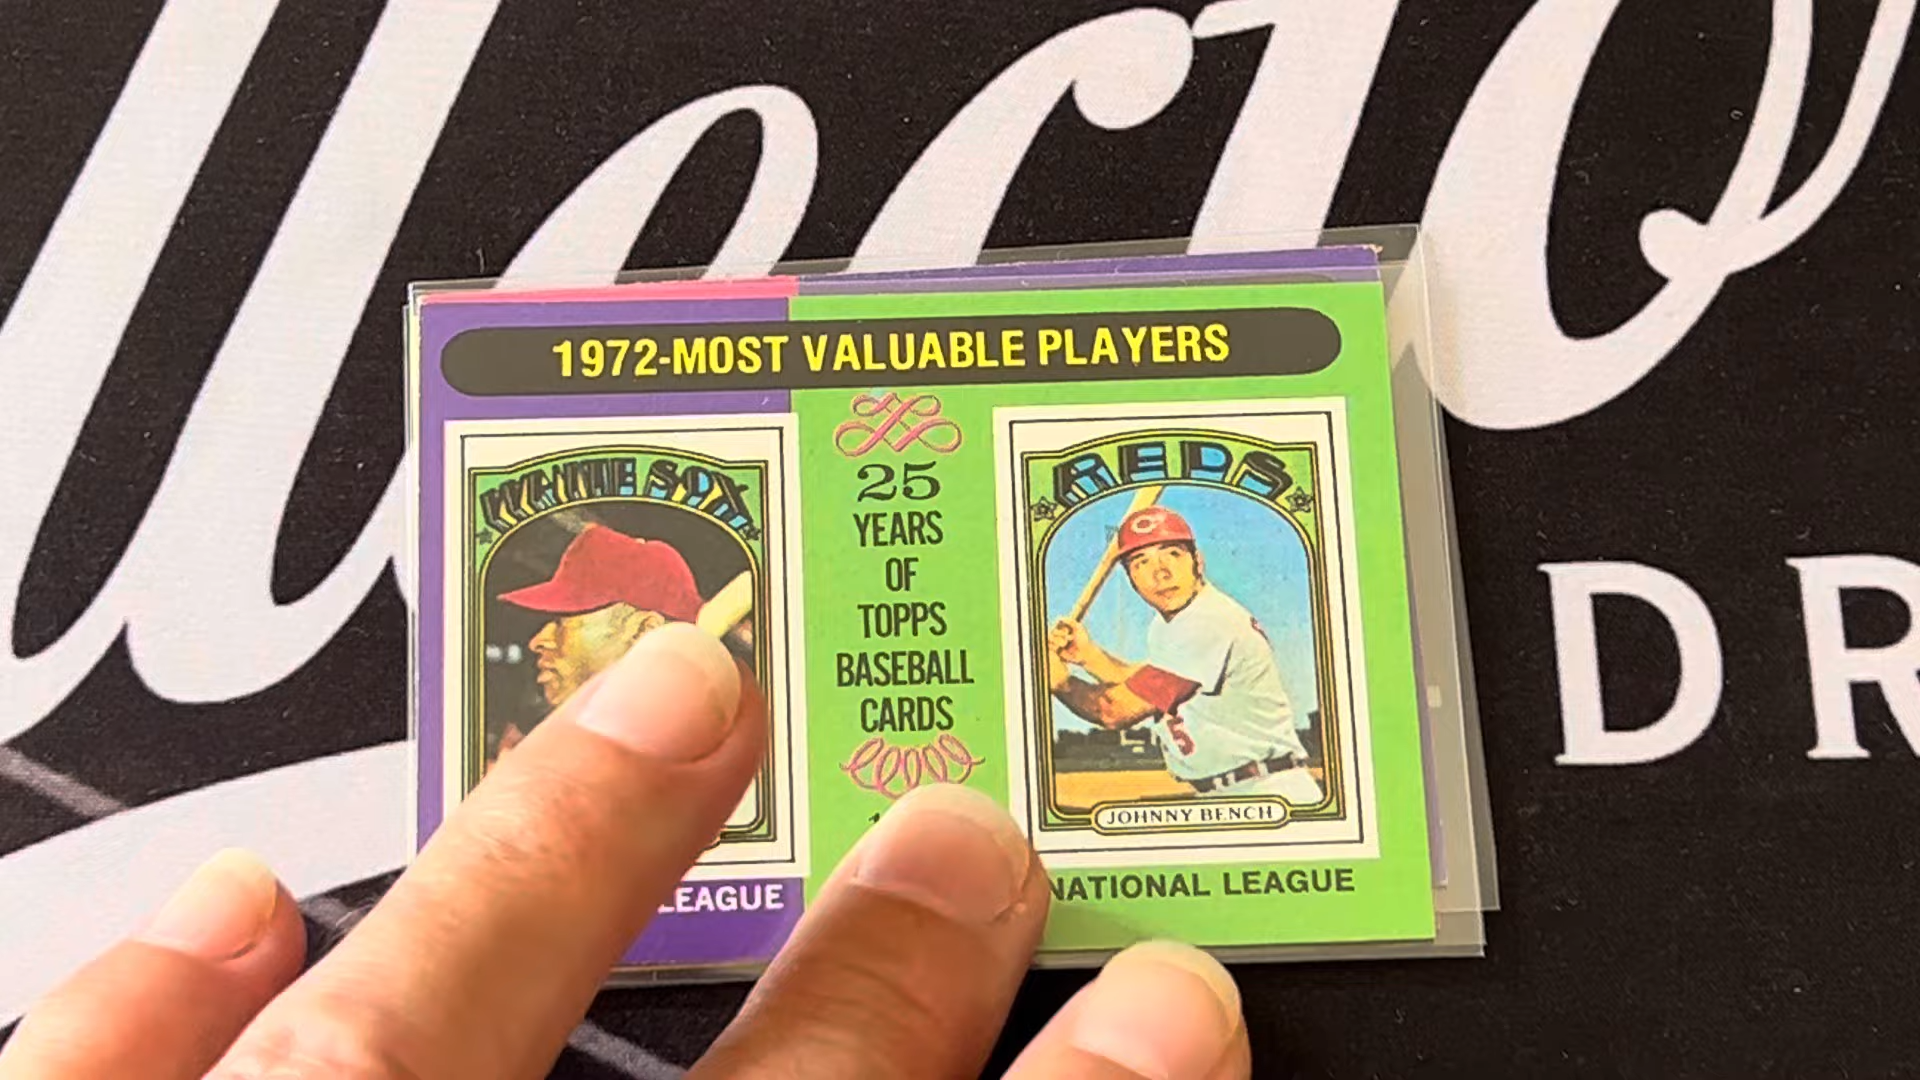 1972-MOST VALUABLE PLAYERS
WHITE SOX
25
YEARS
OF
TOPPS
BASEBALL
CARDS
REDS
5
JOHNNY BENCH
LEAGUE
NATIONAL LEAGUE
DR